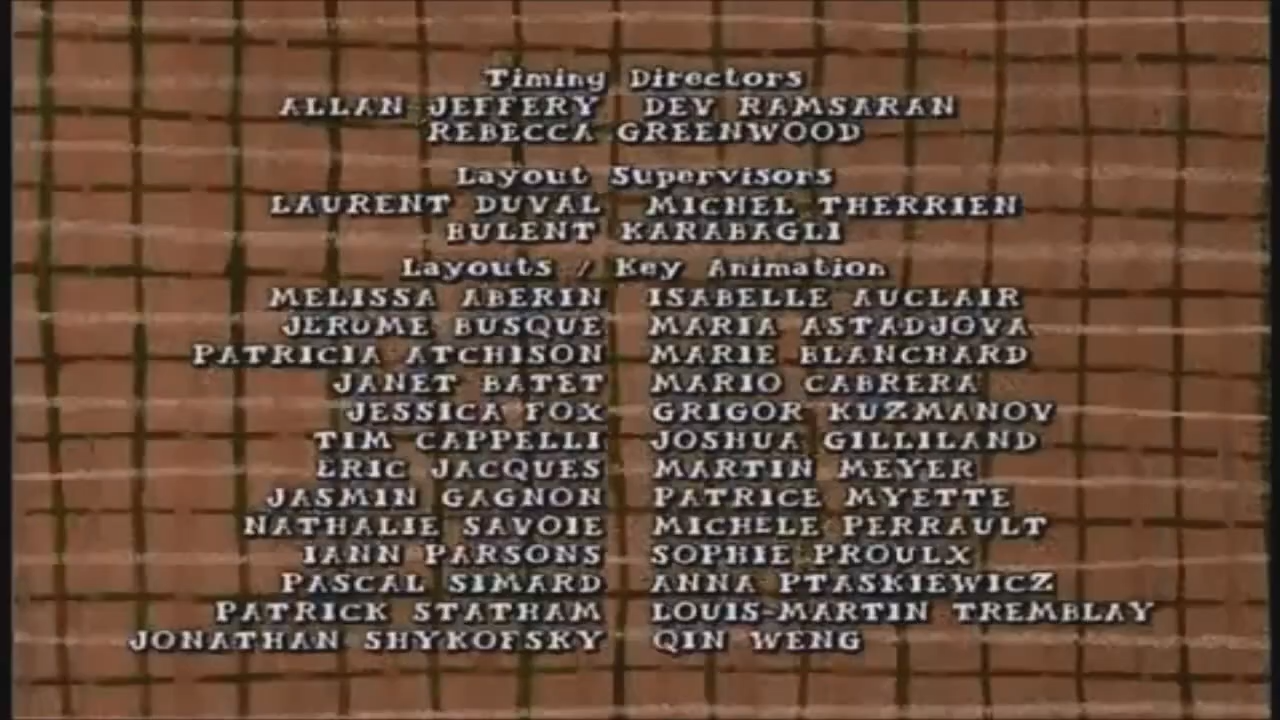 Timing Directors
ALLAN JEFFERY DEV RAMSARAN
REBECCA GREENWOOD
Layout Supervisors
LAURENT DUVAL MICHEL THERRIEN
BULENT KARABAGLI
Layouts / Key Animation
MELISSA ABERIN ISABELLE AUCLAIR
JEROME BUSQUE MARIA ASTADJOVA
PATRICIA ATCHISON MARIE BLANCHARD
JANET BATET MARIO CABRERA
JESSICA FOX GRIGOR KUZMANOV
TIM CAPPELLI JOSHUA GILLILAND
ERIC JACQUES MARTIN MEYER
JASMIN GAGNON PATRICE MYETTE
NATHALIE SAVOIE MICHELE PERRAULT
IANN PARSONS SOPHIE PROULX
PASCAL SIMARD ANNA PTASKIEWICZ
PATRICK STATHAM LOUIS-MARTIN TREMBLAY
JONATHAN SHYKOFSKY QIN WENG